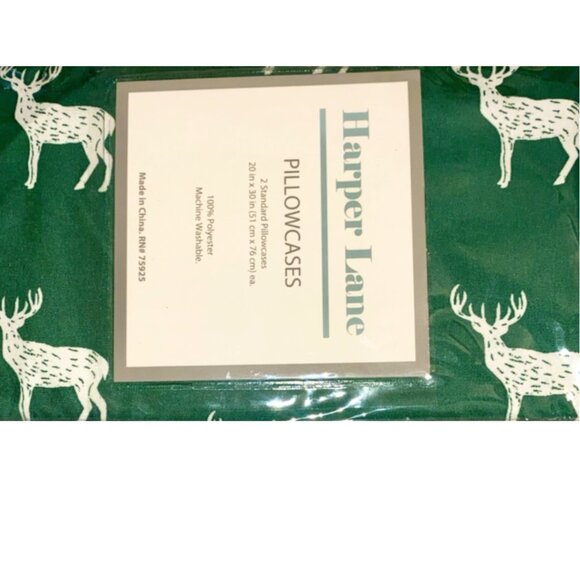 Harper Lane
PILLOWCASES
2 Standard Pillowcases
20 in x 30 in (51 cm x 76 cm) ea.
100% Polyester
Machine Washable.
Made in China. RN# 75925